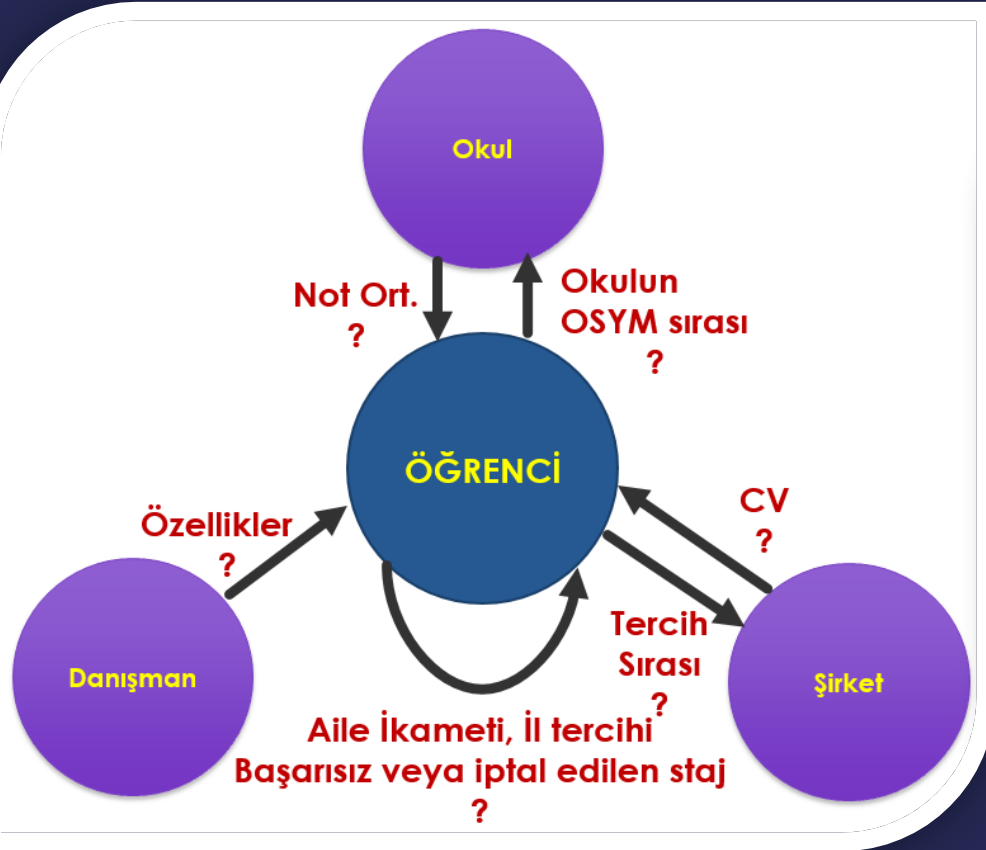 Okul
Not Ort.
?
Okulun
OSYM sırası
?
ÖĞRENCİ
Özellikler
?
CV
?
Danışman
Tercih
Sırası
?
Şirket
Aile İkameti, İl tercihi
Başarısız veya iptal edilen staj
?